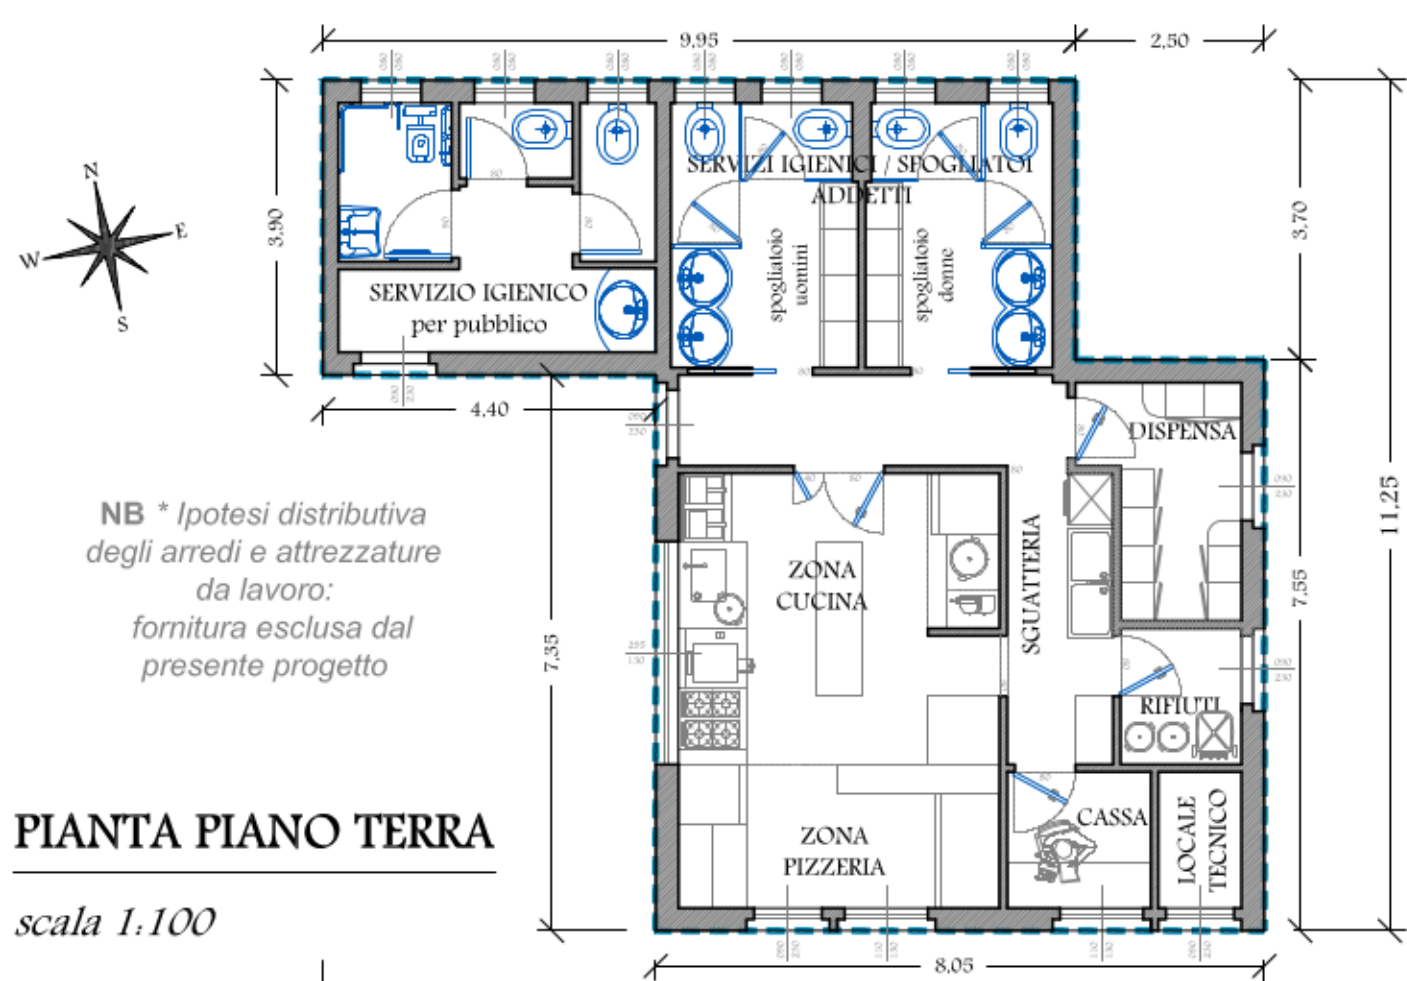 9,95
2,50
3,90
3,70
11,25
N
E
W
S
SERVIZI IGIENICI / SPOGLIATOI
ADDETTI
spogliatoio
uomini
spogliatoio
donne
SERVIZIO IGIENICO
per pubblico
4,40
DISPENSA
NB * Ipotesi distributiva
degli arredi e attrezzature
da lavoro:
fornitura esclusa dal
presente progetto
7,35
7,55
ZONA
CUCINA
SGUATTERIA
RIFIUTI
PIANTA PIANO TERRA
scala 1:100
ZONA
PIZZERIA
CASSA
LOCALE
TECNICO
8,05